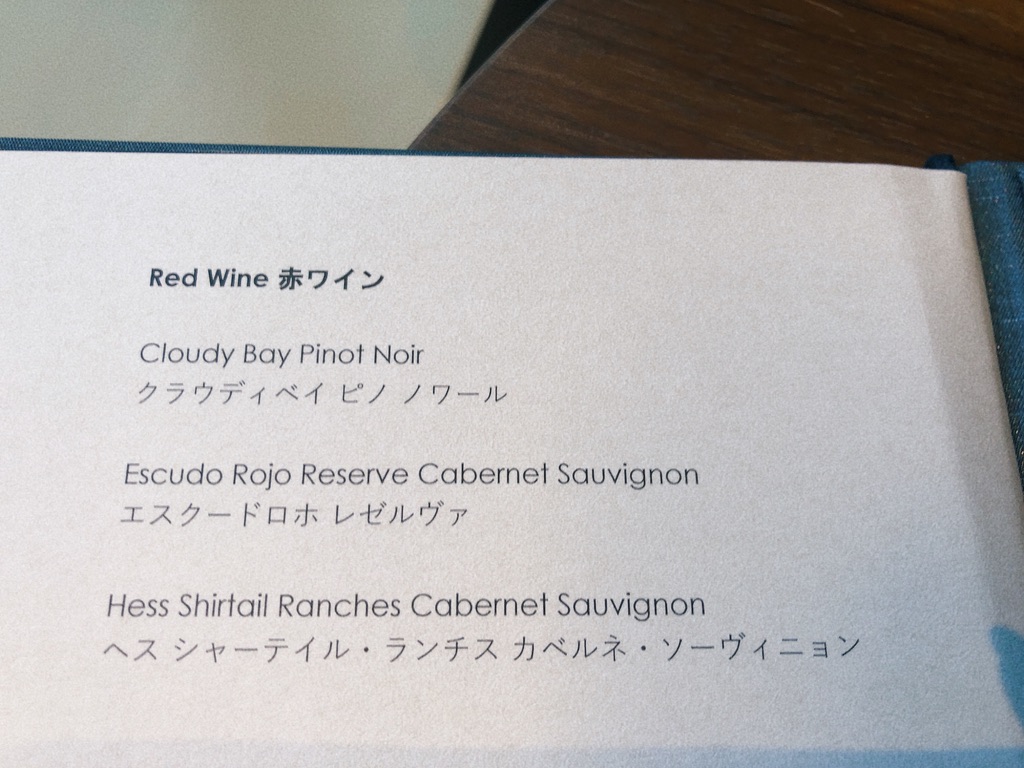 Red Wine 赤ワイン
Cloudy Bay Pinot Noir
クラウディベイ ピノ ノワール
Escudo Rojo Reserve Cabernet Sauvignon
エスクードロホ レゼルヴァ
Hess Shirtail Ranches Cabernet Sauvignon
ヘス シャーテイル・ランチス カベルネ・ソーヴィニョン